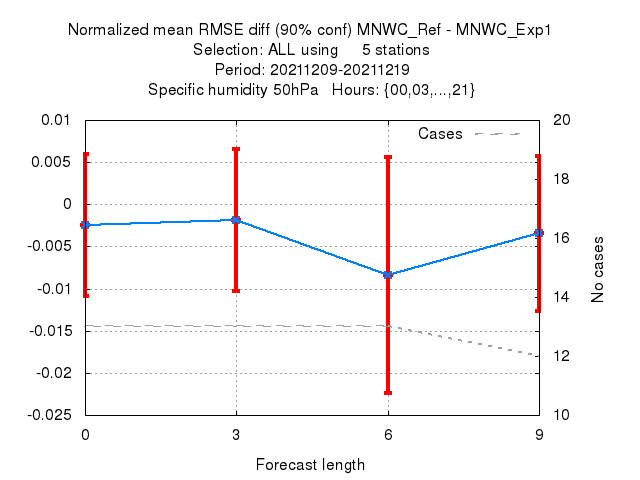 Normalized mean RMSE diff (90% conf) MNWC_Ref - MNWC_Exp1
Selection: ALL using 5 stations
Period: 20211209-20211219
Specific humidity 50hPa Hours: {00,03,...,21}
0.01
0.005
0
-0.005
-0.01
-0.015
-0.02
-0.025
Cases
20
18
16
14
12
10
No cases
0
3
6
9
Forecast length